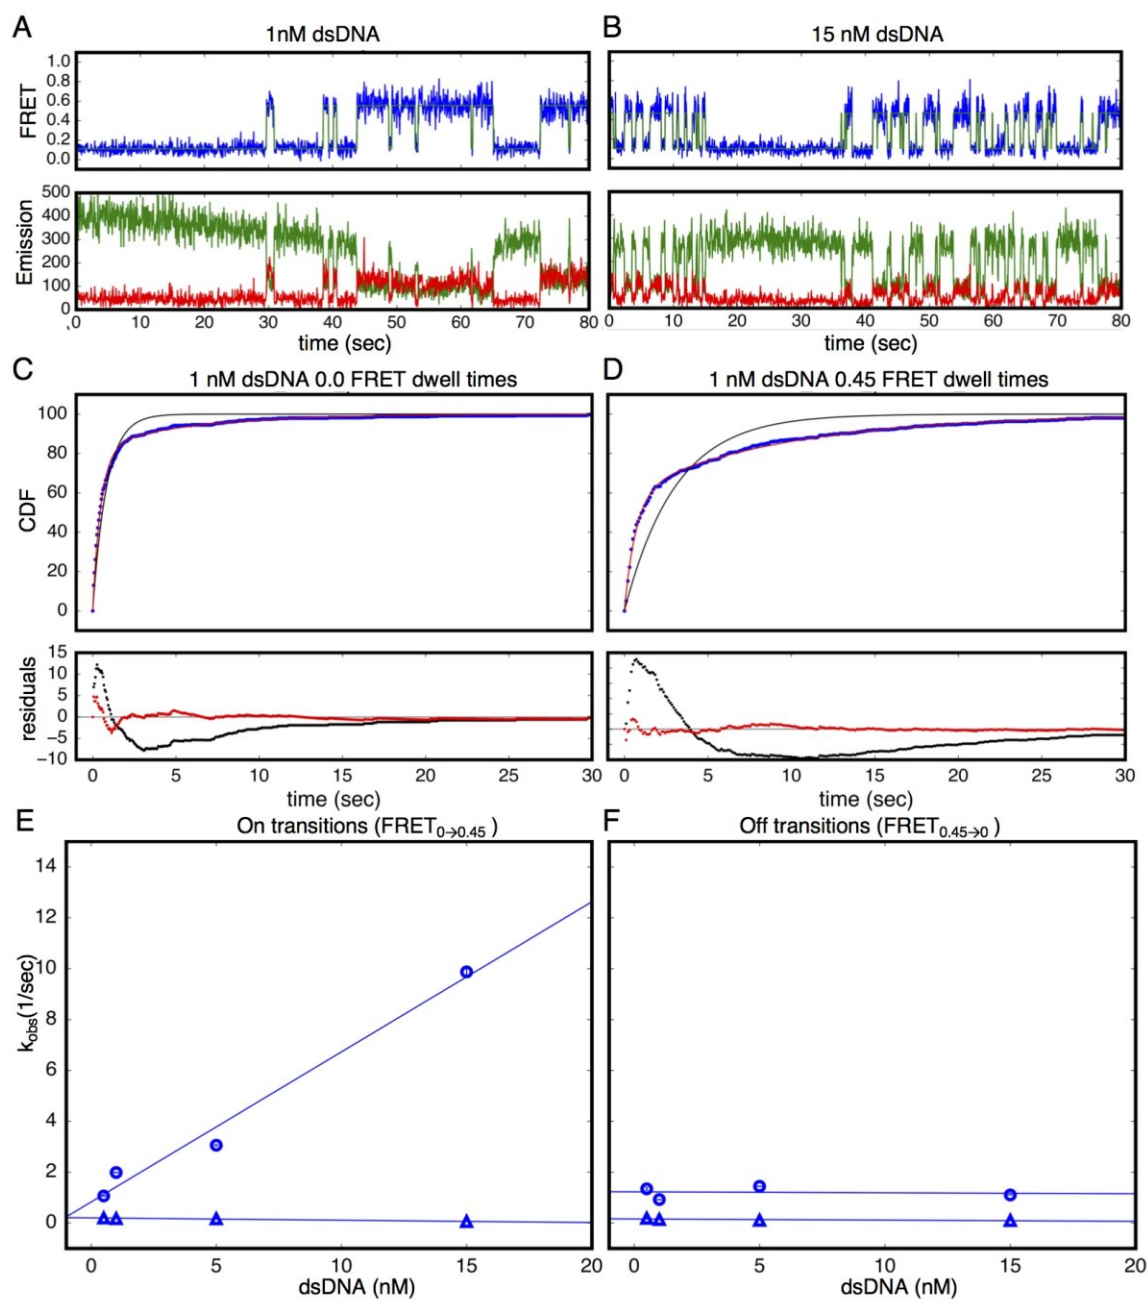 A
1nM dsDNA
B
15 nM dsDNA
FRET
1.0
0.8
0.6
0.4
0.2
0.0
Emission
500
400
300
200
100
0
.0 10 20 30 40 50 60 70 80
0 10 20 30 40 50 60 70 80
time (sec)
time (sec)
C
1 nM dsDNA 0.0 FRET dwell times
D
1 nM dsDNA 0.45 FRET dwell times
CDF
100
80
60
40
20
0
residuals
15
10
5
0
−5
−10
0 5 10 15 20 25 30
0 5 10 15 20 25 30
time (sec)
time (sec)
E
On transitions (FRET0→0.45 )
F
Off transitions (FRET0.45→0 )
kobs(1/sec)
14
12
10
8
6
4
2
0
0 5 10 15 20
0 5 10 15 20
dsDNA (nM)
dsDNA (nM)